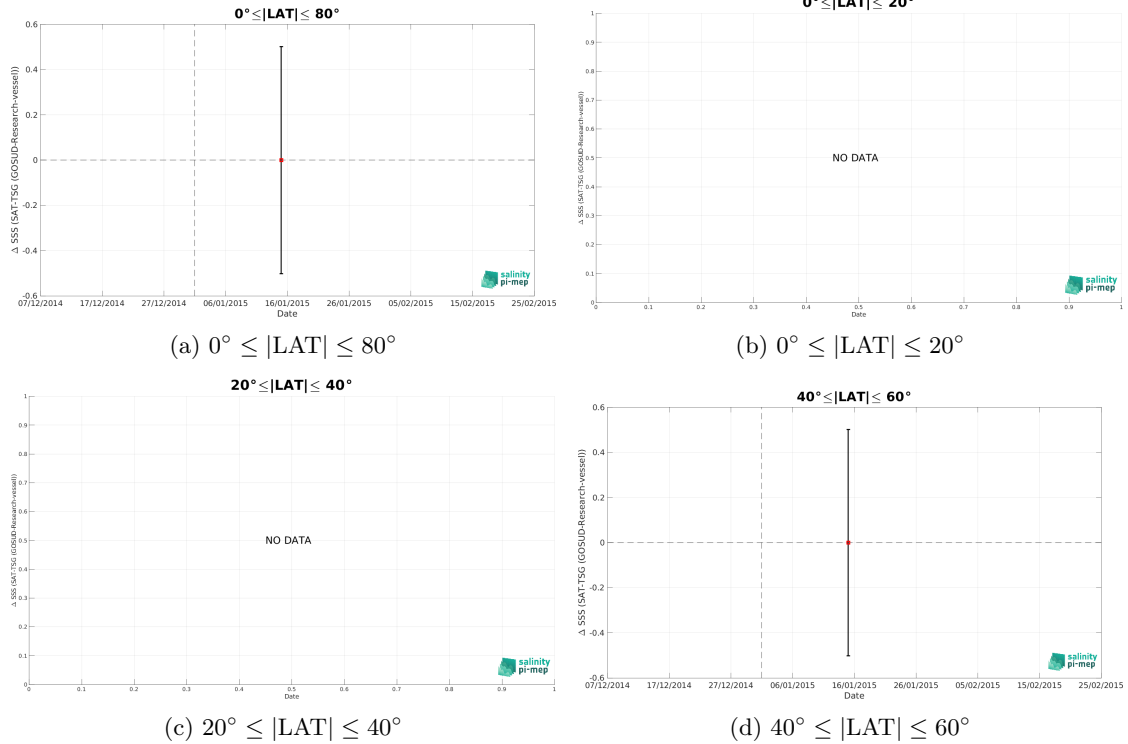 0°≤|LAT|≤ 80°
Δ SSS (SAT-TSG (GOSUD-Research-vessel))
0.6
0.4
0.2
0
-0.2
-0.4
-0.6
07/12/2014 17/12/2014 27/12/2014 06/01/2015 16/01/2015 26/01/2015 05/02/2015 15/02/2015 25/02/2015
Date
salinity
pi-mep
(a) 0° ≤ |LAT| ≤ 80°
0°≤|LAT|≤ 20°
Δ SSS (SAT-TSG (GOSUD-Research-vessel))
1
0.9
0.8
0.7
0.6
0.5
0.4
0.3
0.2
0.1
0
NO DATA
0 0.1 0.2 0.3 0.4 0.5 0.6 0.7 0.8 0.9 1
Date
salinity
pi-mep
(b) 0° ≤ |LAT| ≤ 20°
20°≤|LAT|≤ 40°
Δ SSS (SAT-TSG (GOSUD-Research-vessel))
1
0.9
0.8
0.7
0.6
0.5
0.4
0.3
0.2
0.1
0
NO DATA
0 0.1 0.2 0.3 0.4 0.5 0.6 0.7 0.8 0.9 1
Date
salinity
pi-mep
(c) 20° ≤ |LAT| ≤ 40°
40°≤|LAT|≤ 60°
Δ SSS (SAT-TSG (GOSUD-Research-vessel))
0.6
0.4
0.2
0
-0.2
-0.4
-0.6
07/12/2014 17/12/2014 27/12/2014 06/01/2015 16/01/2015 26/01/2015 05/02/2015 15/02/2015 25/02/2015
Date
salinity
pi-mep
(d) 40° ≤ |LAT| ≤ 60°